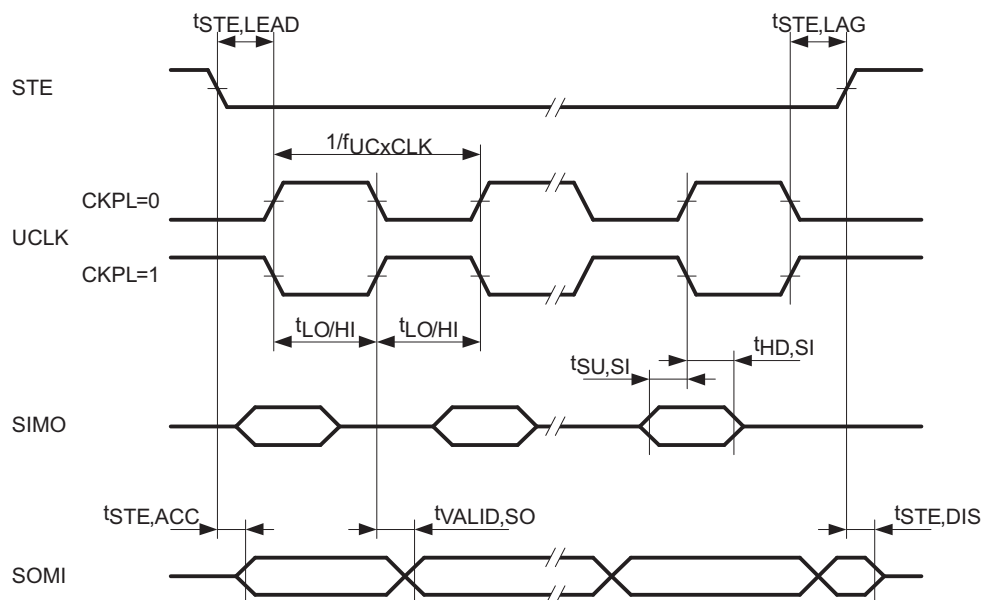 tSTE,LEAD
tSTE,LAG
STE
1/fUCxCLK
CKPL=0
UCLK
CKPL=1
tLO/HI
tLO/HI
tHD,SI
tSU,SI
SIMO
tSTE,ACC
tVALID,SO
tSTE,DIS
SOMI